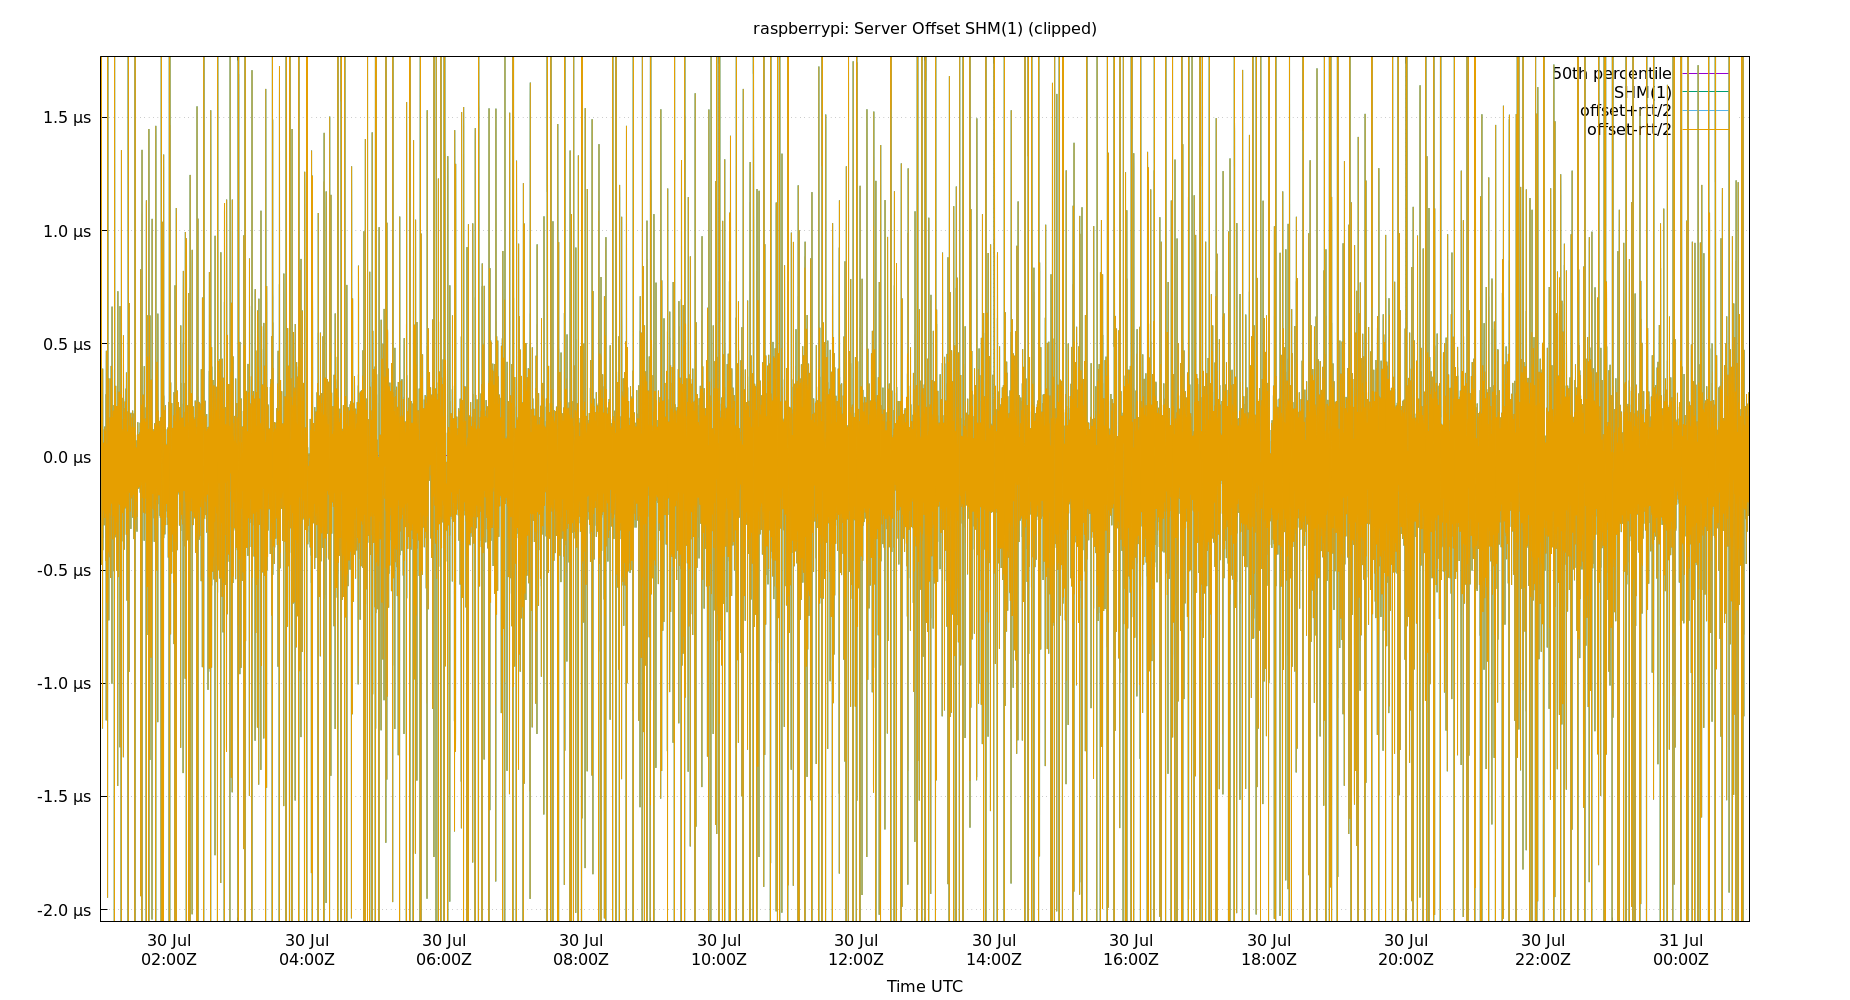 raspberrypi: Server Offset SHM(1) (clipped)
50th percentile
SHM(1)
offset+rtt/2
offset-rtt/2
1.5 µs
1.0 µs
0.5 µs
0.0 µs
-0.5 µs
-1.0 µs
-1.5 µs
-2.0 µs
30 Jul 30 Jul 30 Jul 30 Jul 30 Jul 30 Jul 30 Jul 30 Jul 30 Jul 30 Jul 30 Jul 31 Jul
02:00Z 04:00Z 06:00Z 08:00Z 10:00Z 12:00Z 14:00Z 16:00Z 18:00Z 20:00Z 22:00Z 00:00Z
Time UTC